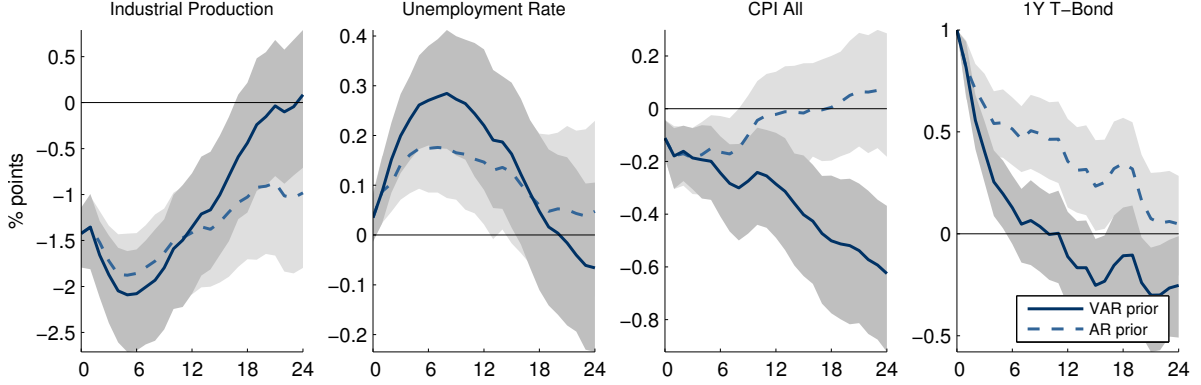 Industrial Production
Unemployment Rate
CPI All
1Y T−Bond
% points
0.5
0
−0.5
−1
−1.5
−2
−2.5
0 6 12 18 24
0.4
0.3
0.2
0.1
0
−0.1
−0.2
0 6 12 18 24
0.2
0
−0.2
−0.4
−0.6
−0.8
0 6 12 18 24
1
0.5
0
−0.5
0 6 12 18 24
VAR prior
AR prior